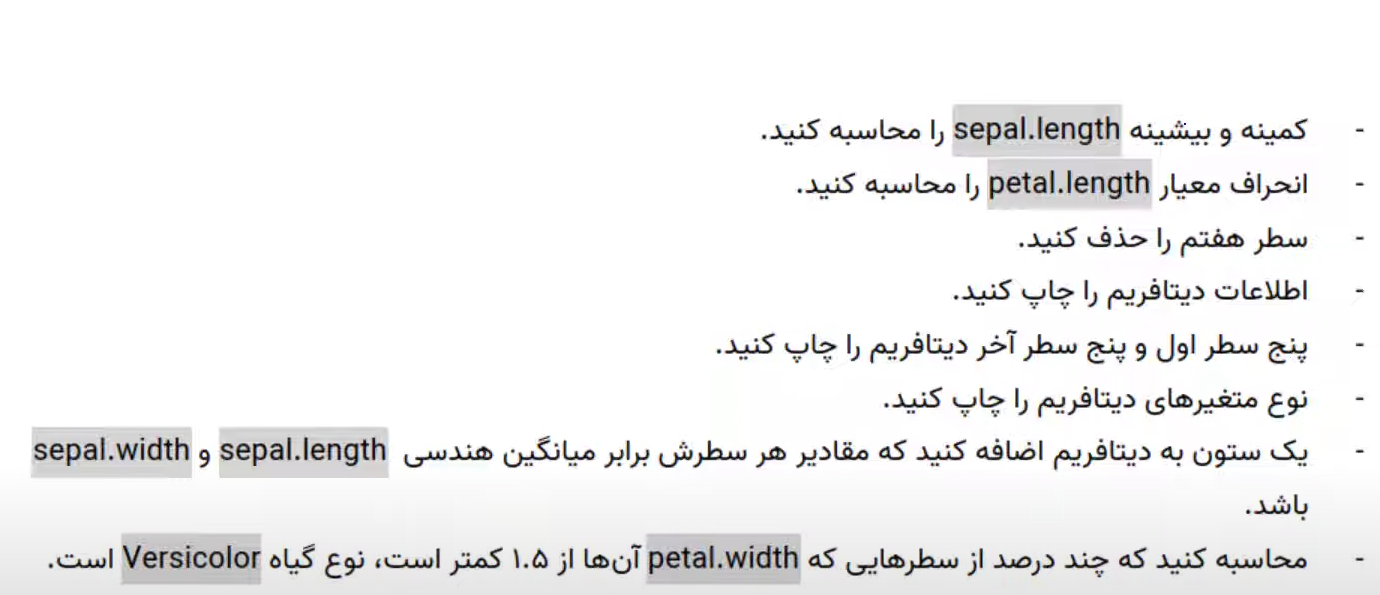 - کمینه و بیشینه sepal.length را محاسبه کنید.
- انحراف معیار petal.length را محاسبه کنید.
- سطر هفتم را حذف کنید.
- اطلاعات دیتافریم را چاپ کنید.
- پنج سطر اول و پنج سطر آخر دیتافریم را چاپ کنید.
- نوع متغیرهای دیتافریم را چاپ کنید.
- یک ستون به دیتافریم اضافه کنید که مقادیر هر سطرش برابر میانگین هندسی sepal.length و sepal.width
باشد.
- محاسبه کنید که چند درصد از سطرهایی که petal.width آن‌ها از ۱.۵ کمتر است، نوع گیاه Versicolor است.